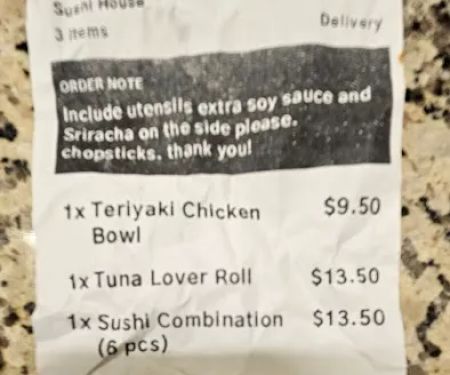 Sushi House
3 items
Delivery
ORDER NOTE
Include utensils extra soy sauce and
Sriracha on the side please.
chopsticks. thank you!
1x Teriyaki Chicken $9.50
Bowl
1x Tuna Lover Roll $13.50
1x Sushi Combination $13.50
(6 pcs)